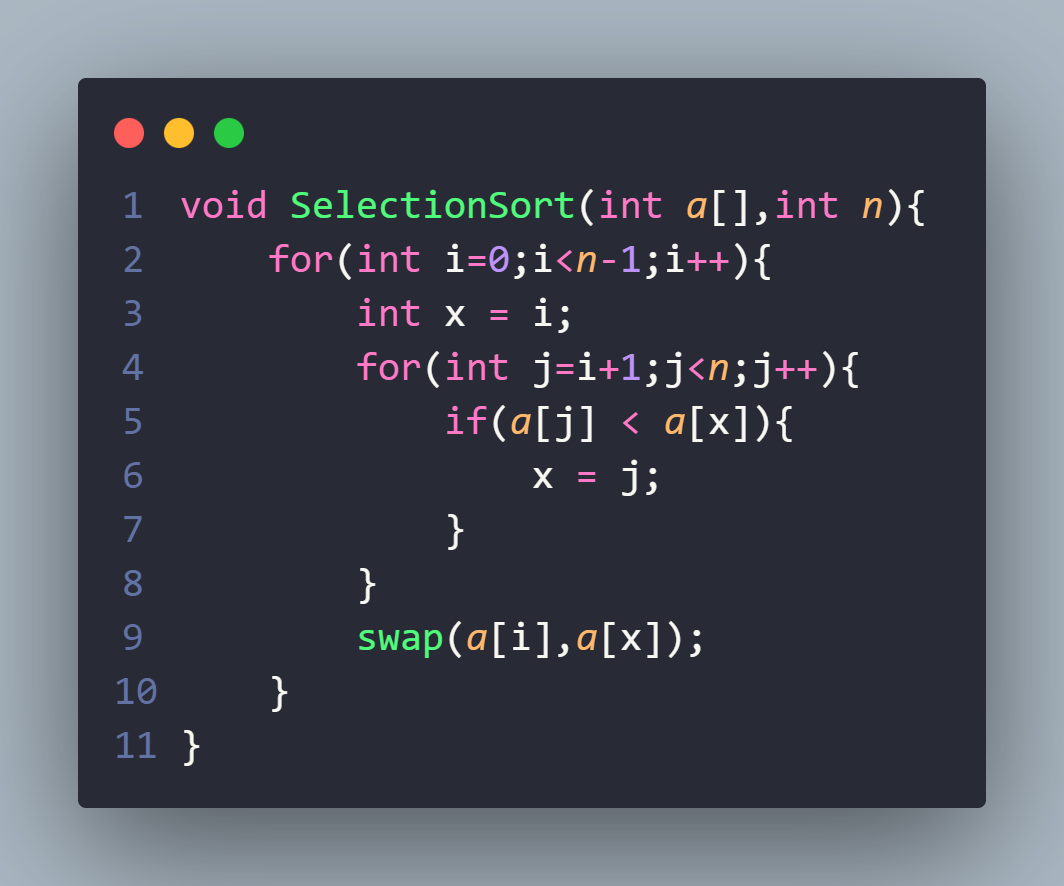 1 void SelectionSort(int a[],int n){
2     for(int i=0;i<n-1;i++){
3         int x = i;
4         for(int j=i+1;j<n;j++){
5             if(a[j] < a[x]){
6                 x = j;
7             }
8         }
9         swap(a[i],a[x]);
10     }
11 }